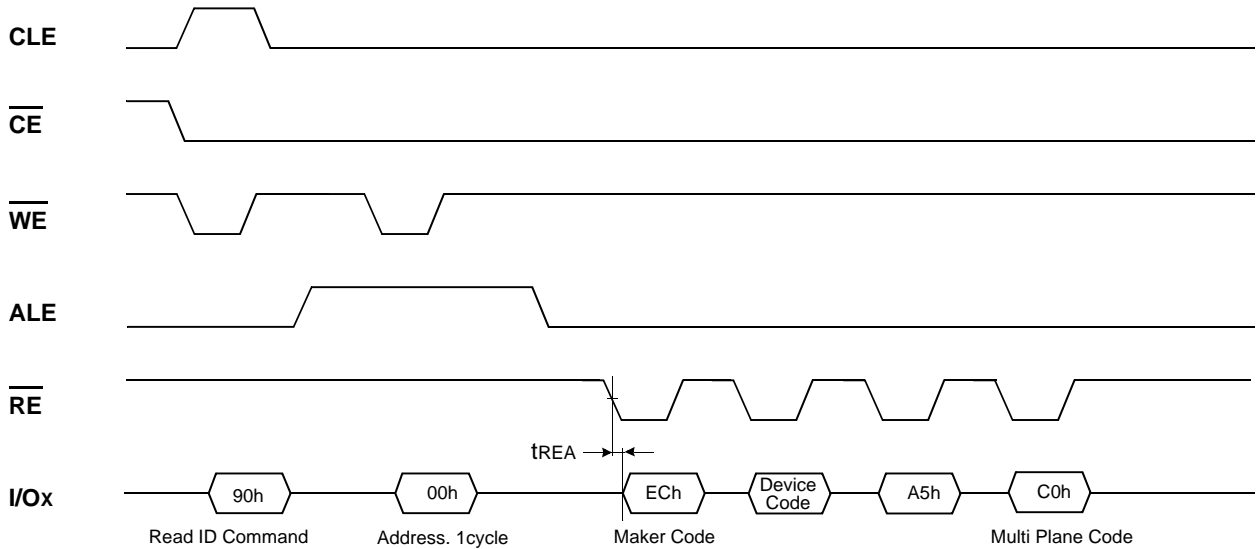 CLE
CE
WE
ALE
RE
tREA
I/Ox
90h
00h
ECh
Device
Code
A5h
C0h
Read ID Command
Address. 1cycle
Maker Code
Multi Plane Code